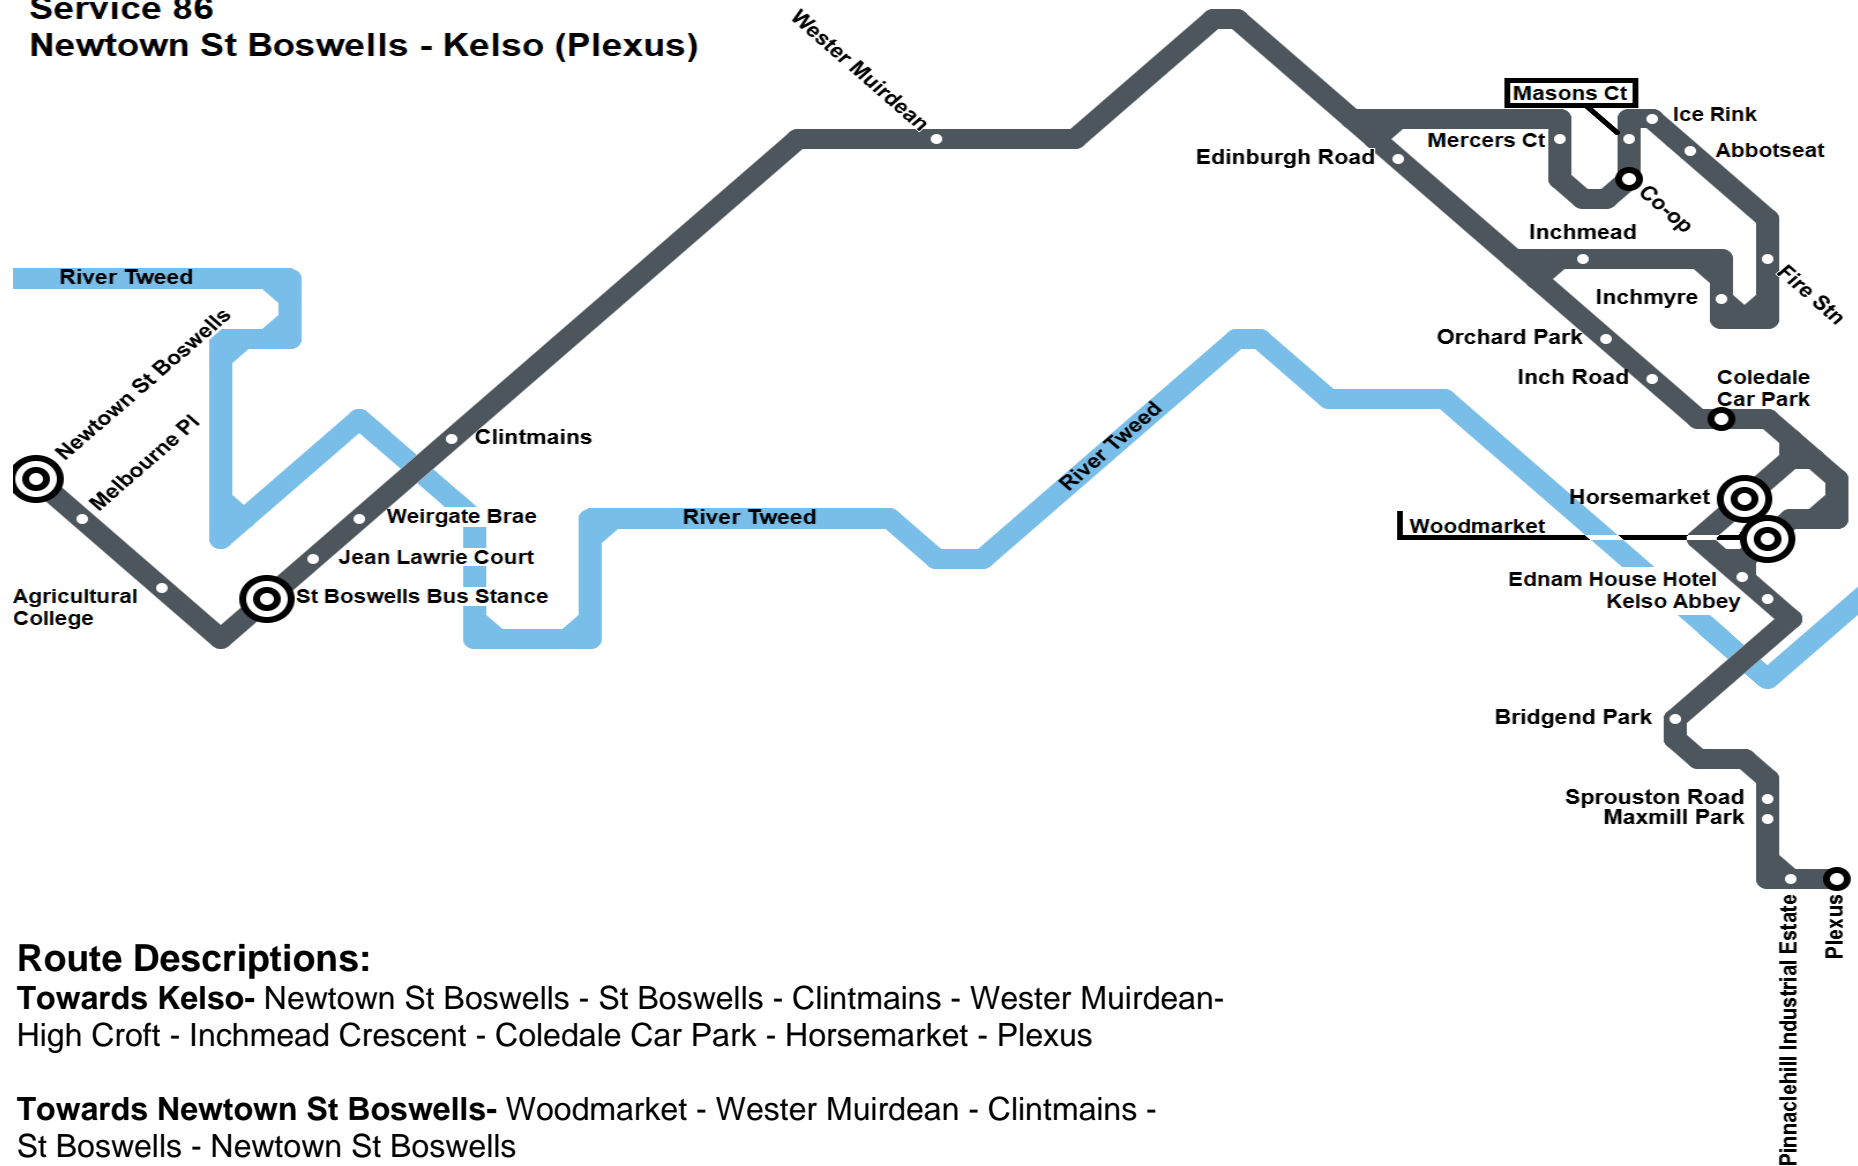 Service 86
Newtown St Boswells - Kelso (Plexus)
Wester Muirdean
Masons Ct
Ice Rink
Mercers Ct
Abbotseat
Edinburgh Road
Co-op
Inchmead
River Tweed
Fire Stn
Inchmyre
Newtown St Boswells
Orchard Park
Inch Road
Coledale
Car Park
Melbourne Pl
Clintmains
River Tweed
Horsemarket
Weirgate Brae
River Tweed
Woodmarket
Jean Lawrie Court
Ednam House Hotel
Agricultural
College
St Boswells Bus Stance
Kelso Abbey
Bridgend Park
Sprouston Road
Maxmill Park
Pinnaclehill Industrial Estate
Plexus
Route Descriptions:
Towards Kelso- Newtown St Boswells - St Boswells - Clintmains - Wester Muirdean-
High Croft - Inchmead Crescent - Coledale Car Park - Horsemarket - Plexus
Towards Newtown St Boswells- Woodmarket - Wester Muirdean - Clintmains -
St Boswells - Newtown St Boswells